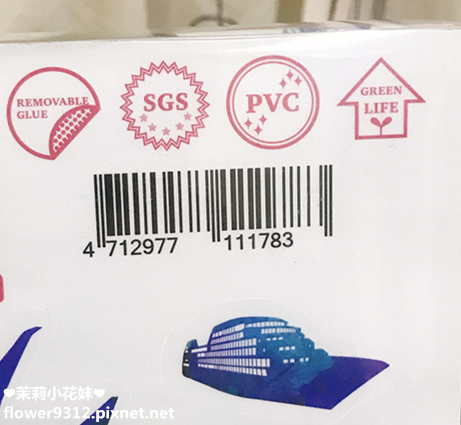 REMOVABLE
GLUE
SGS
PVC
GREEN
LIFE
4 712977 111783
❤茉莉小花妹❤
flower9312.pixnet.net